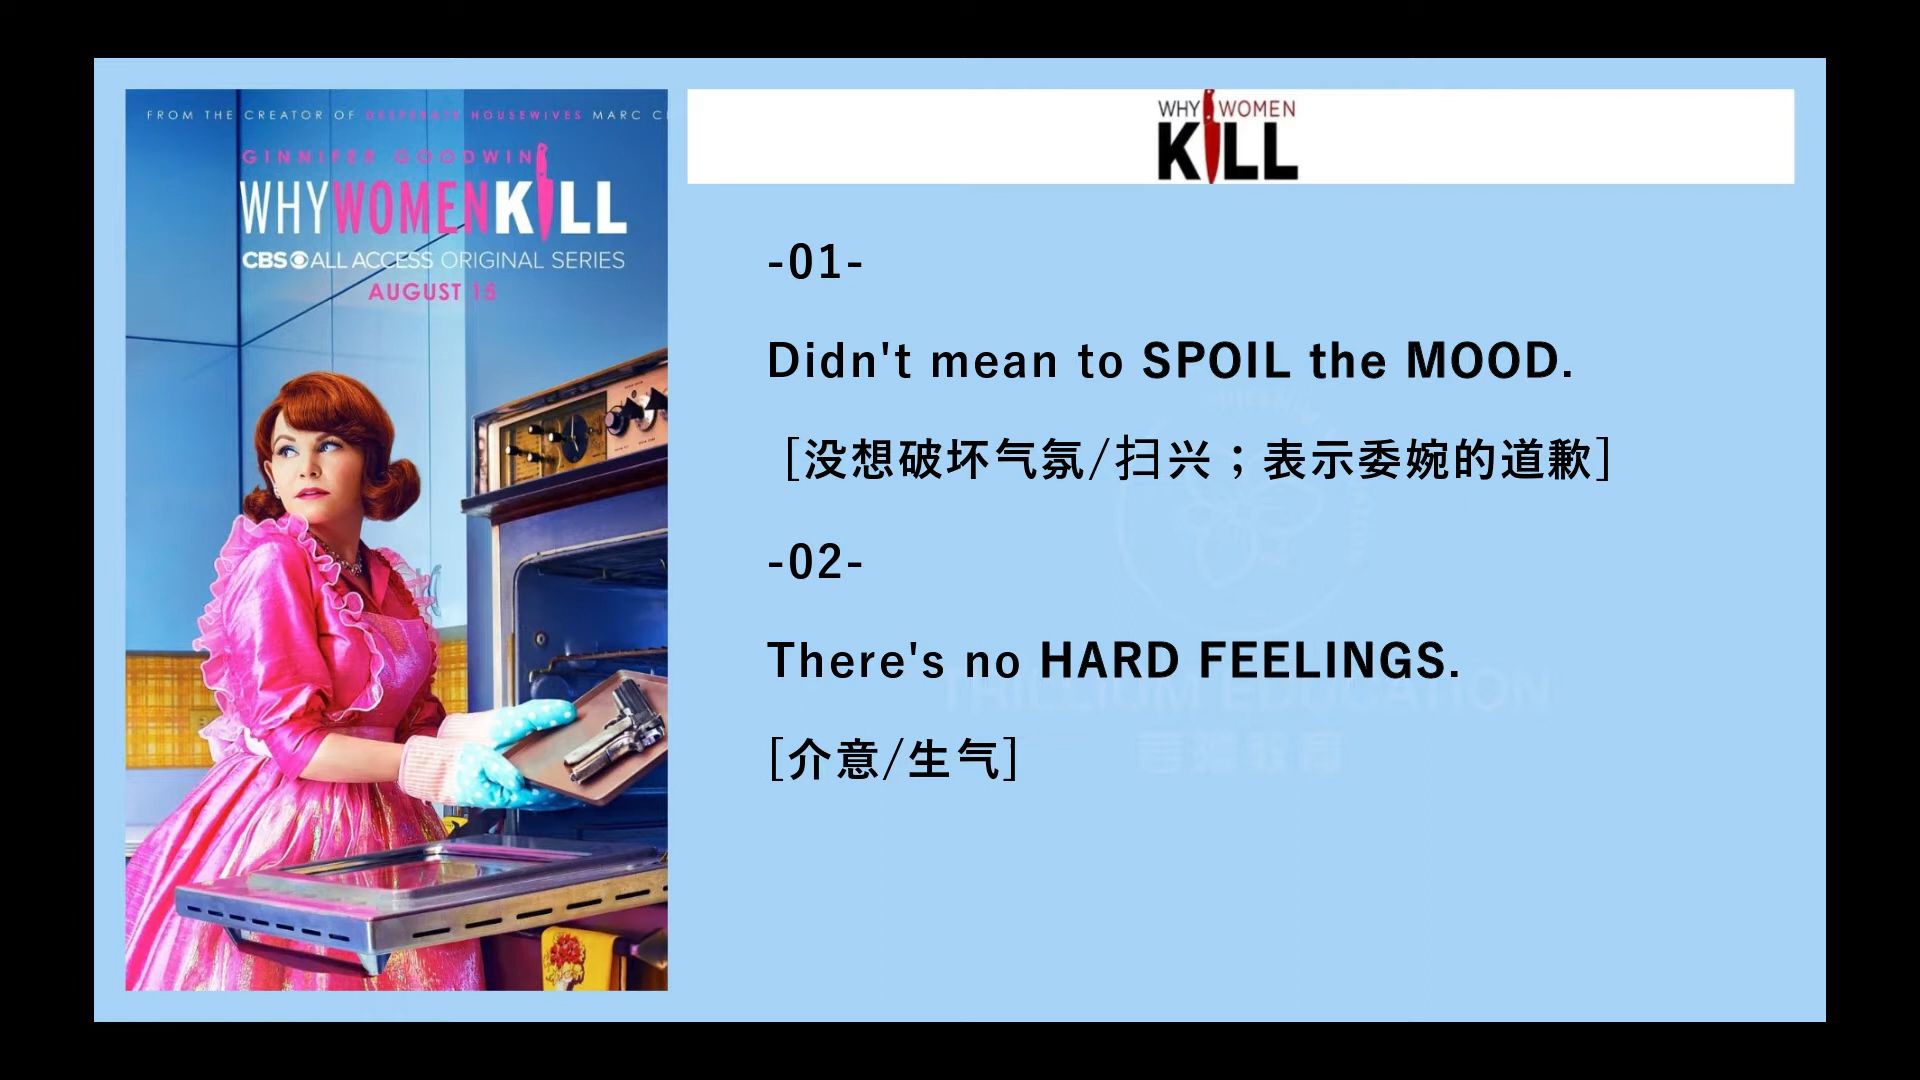 FROM THE CREATOR OF DESPERATE HOUSEWIVES MARC C
GINNIFER GOODWIN
WHY WOMEN KILL
CBS ALL ACCESS ORIGINAL SERIES
AUGUST 15
WHY WOMEN
KILL
-01-
Didn't mean to SPOIL the MOOD.
[没想破坏气氛/扫兴；表示委婉的道歉]
-02-
There's no HARD FEELINGS.
TRILLIUM EDUCATION
[介意/生气]